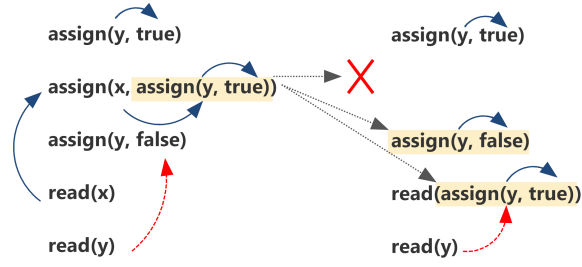 assign(y, true)
assign(x, assign(y, true))
assign(y, false)
read(x)
read(y)
assign(y, true)
assign(y, false)
read(assign(y, true))
read(y)